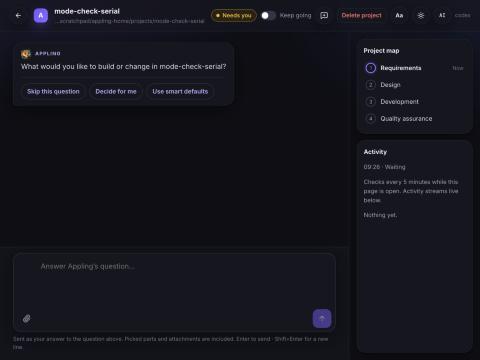 mode-check-serial
...scratchpad/appling-home/projects/mode-check-serial
Needs you
Keep going
Delete project
Aa
AI
codex
A
APPLING
What would you like to build or change in mode-check-serial?
Skip this question
Decide for me
Use smart defaults
Answer Appling's question...
Sent as your answer to the question above. Picked parts and attachments are included. Enter to send · Shift+Enter for a new
line.
Project map
1 Requirements Now
2 Design
3 Development
4 Quality assurance
Activity
09:26 · Waiting
Checks every 5 minutes while this
page is open. Activity streams live
below.
Nothing yet.